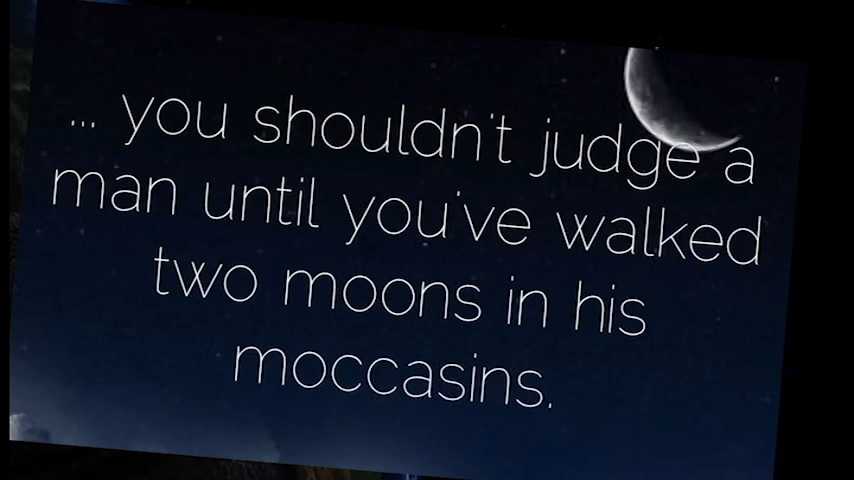 ... you shouldn't judge a
man until you've walked
two moons in his
moccasins.